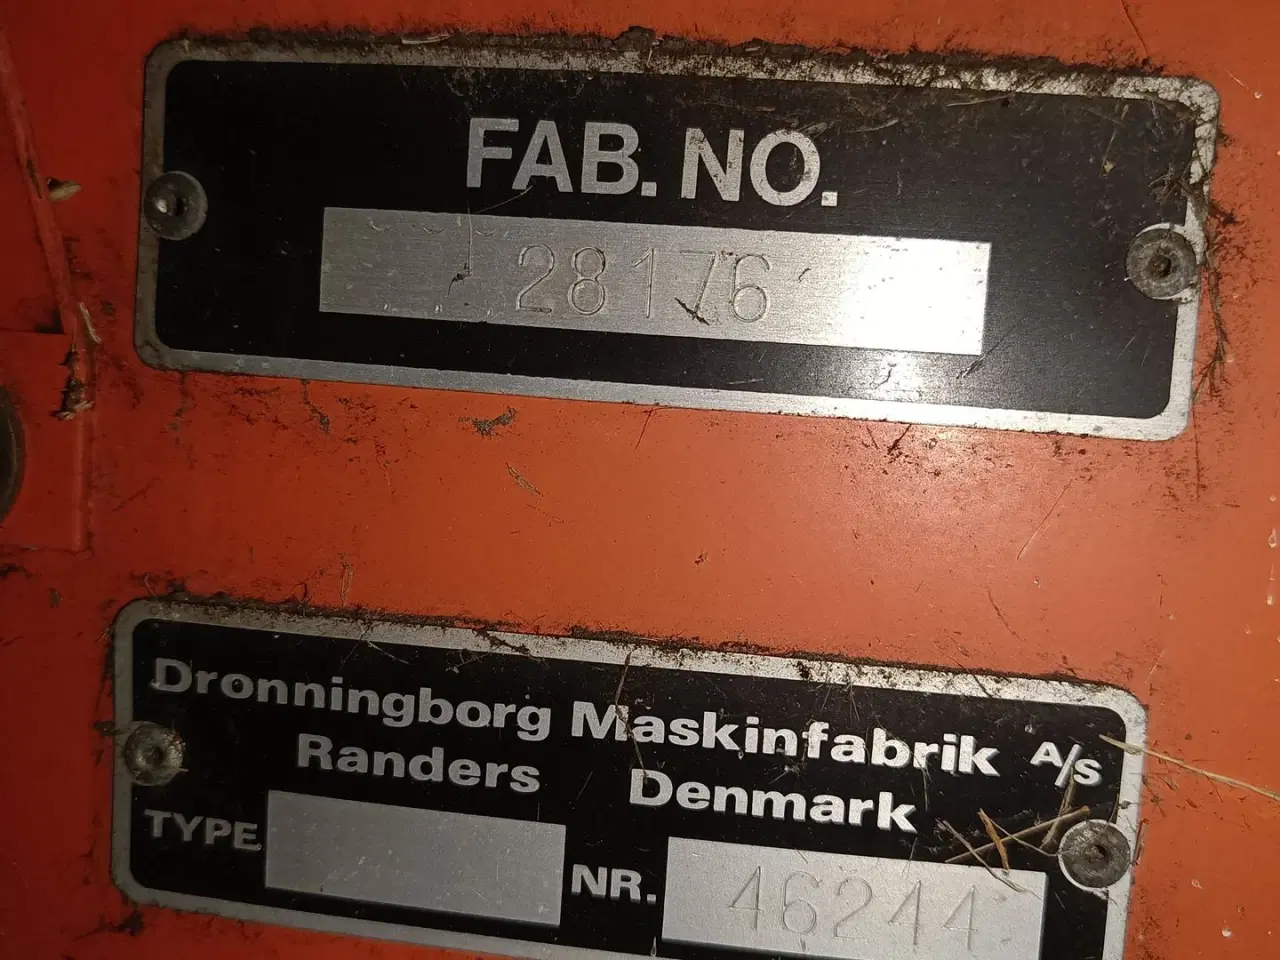 FAB. NO.
28176
Dronningborg Maskinfabrik A/S
Randers Denmark
TYPE NR. 46244